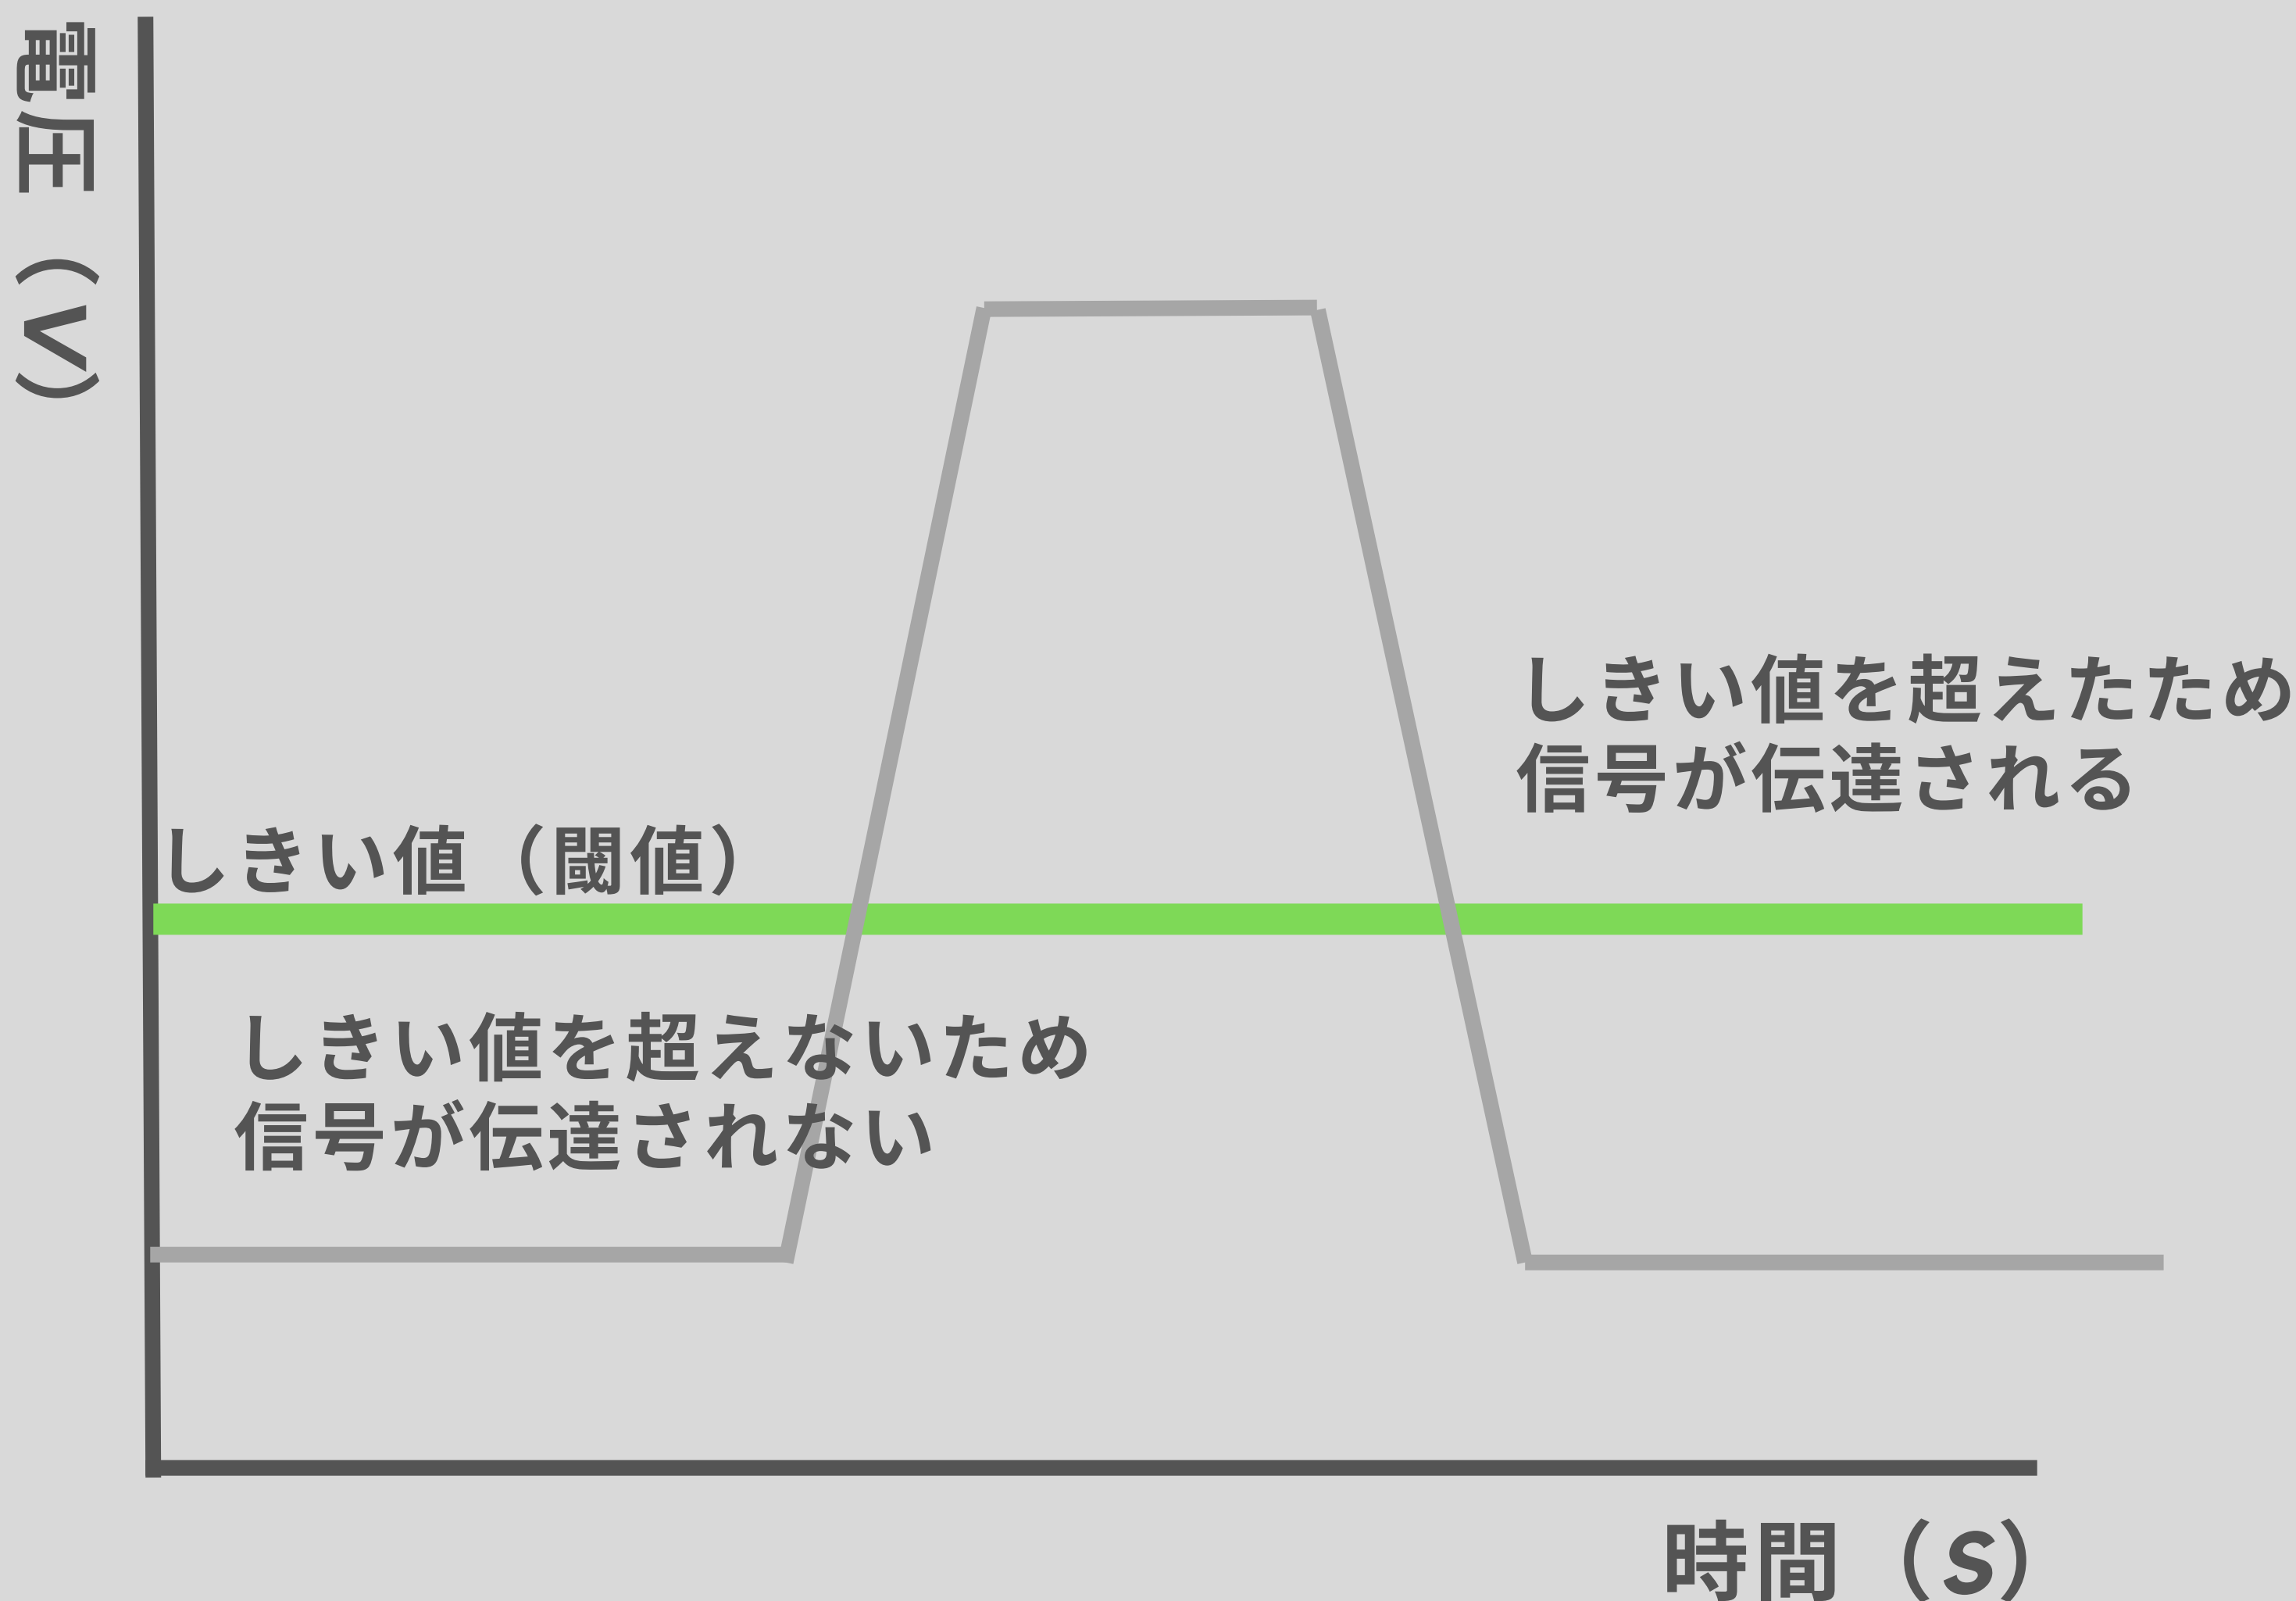 電圧（V）
しきい値を超えたため
信号が伝達される
しきい値（閾値）
しきい値を超えないため
信号が伝達されない
時間（s）